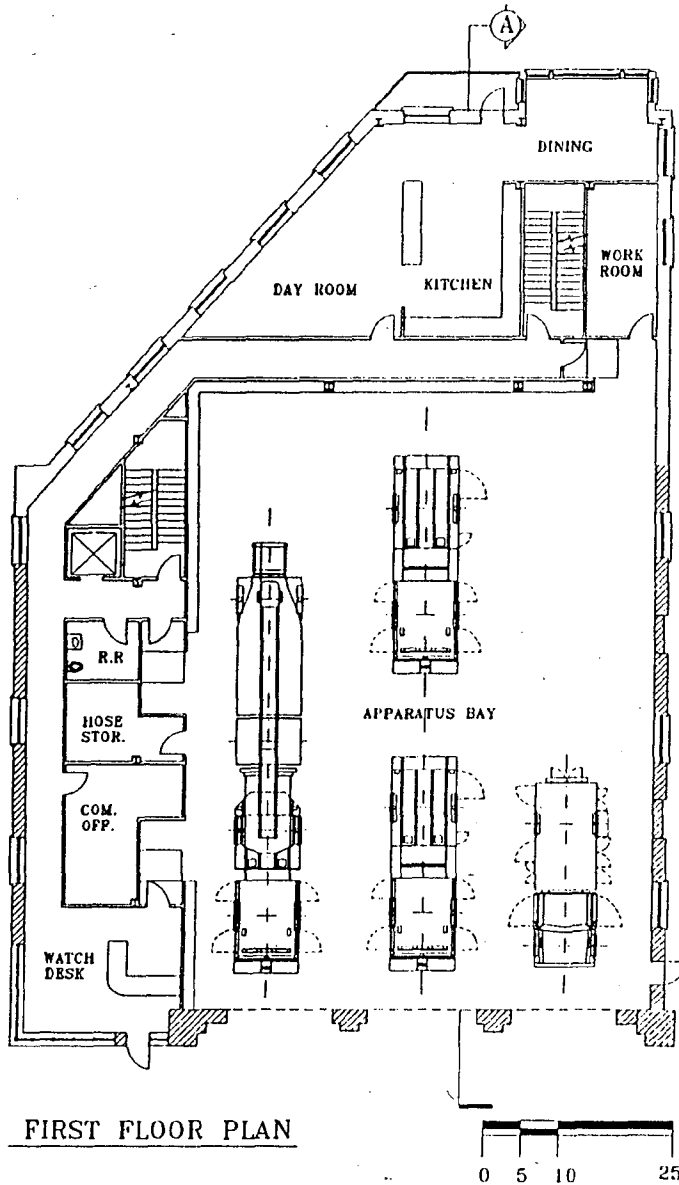 A
DINING
DAY ROOM
KITCHEN
WORK
ROOM
R.R
HOSE
STOR.
APPARATUS BAY
COM.
OFF.
WATCH
DESK
FIRST FLOOR PLAN
0 5 10 25